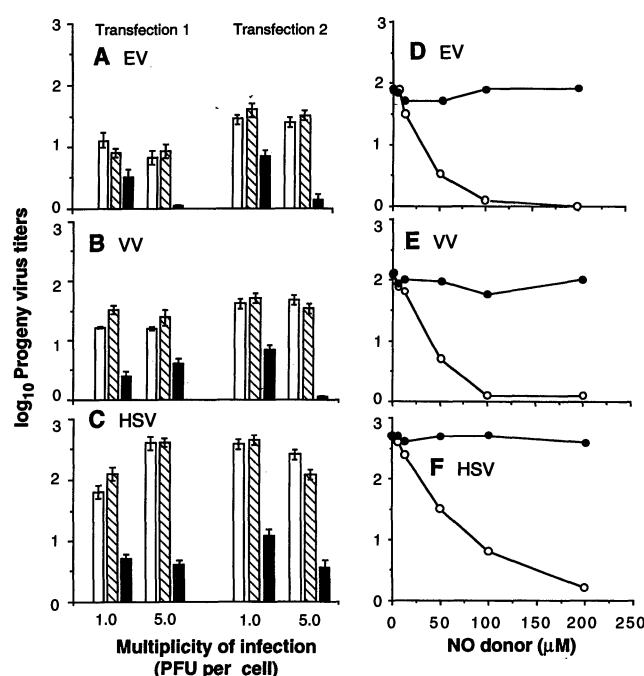 Transfection 1 Transfection 2
3
A EV
2
1
0
3
B VV
2
1
0
3
C HSV
2
1
0
1.0 5.0 1.0 5.0
Multiplicity of infection
(PFU per cell)
log10 Progeny virus titers
3
D EV
2
1
0
3
E VV
2
1
0
3
2
F HSV
1
0
0 50 100 150 200 250
NO donor (μM)